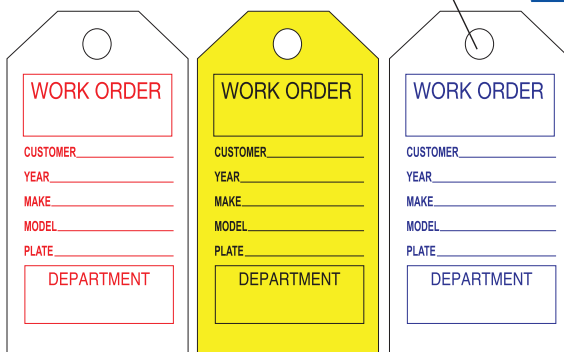 WORK ORDER
CUSTOMER
YEAR
MAKE
MODEL
PLATE
DEPARTMENT
WORK ORDER
CUSTOMER
YEAR
MAKE
MODEL
PLATE
DEPARTMENT
WORK ORDER
CUSTOMER
YEAR
MAKE
MODEL
PLATE
DEPARTMENT